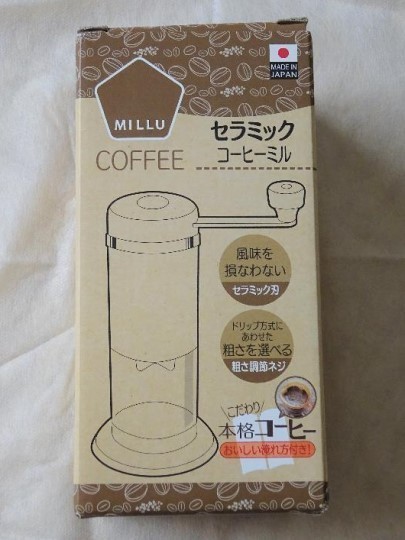 MADE IN
JAPAN
MILLU
COFFEE
セラミック
コーヒーミル
風味を
損なわない
セラミック刃
ドリップ方式に
あわせた
粗さを選べる
粗さ調節ネジ
こだわり
本格コーヒー
おいしい淹れ方付き!